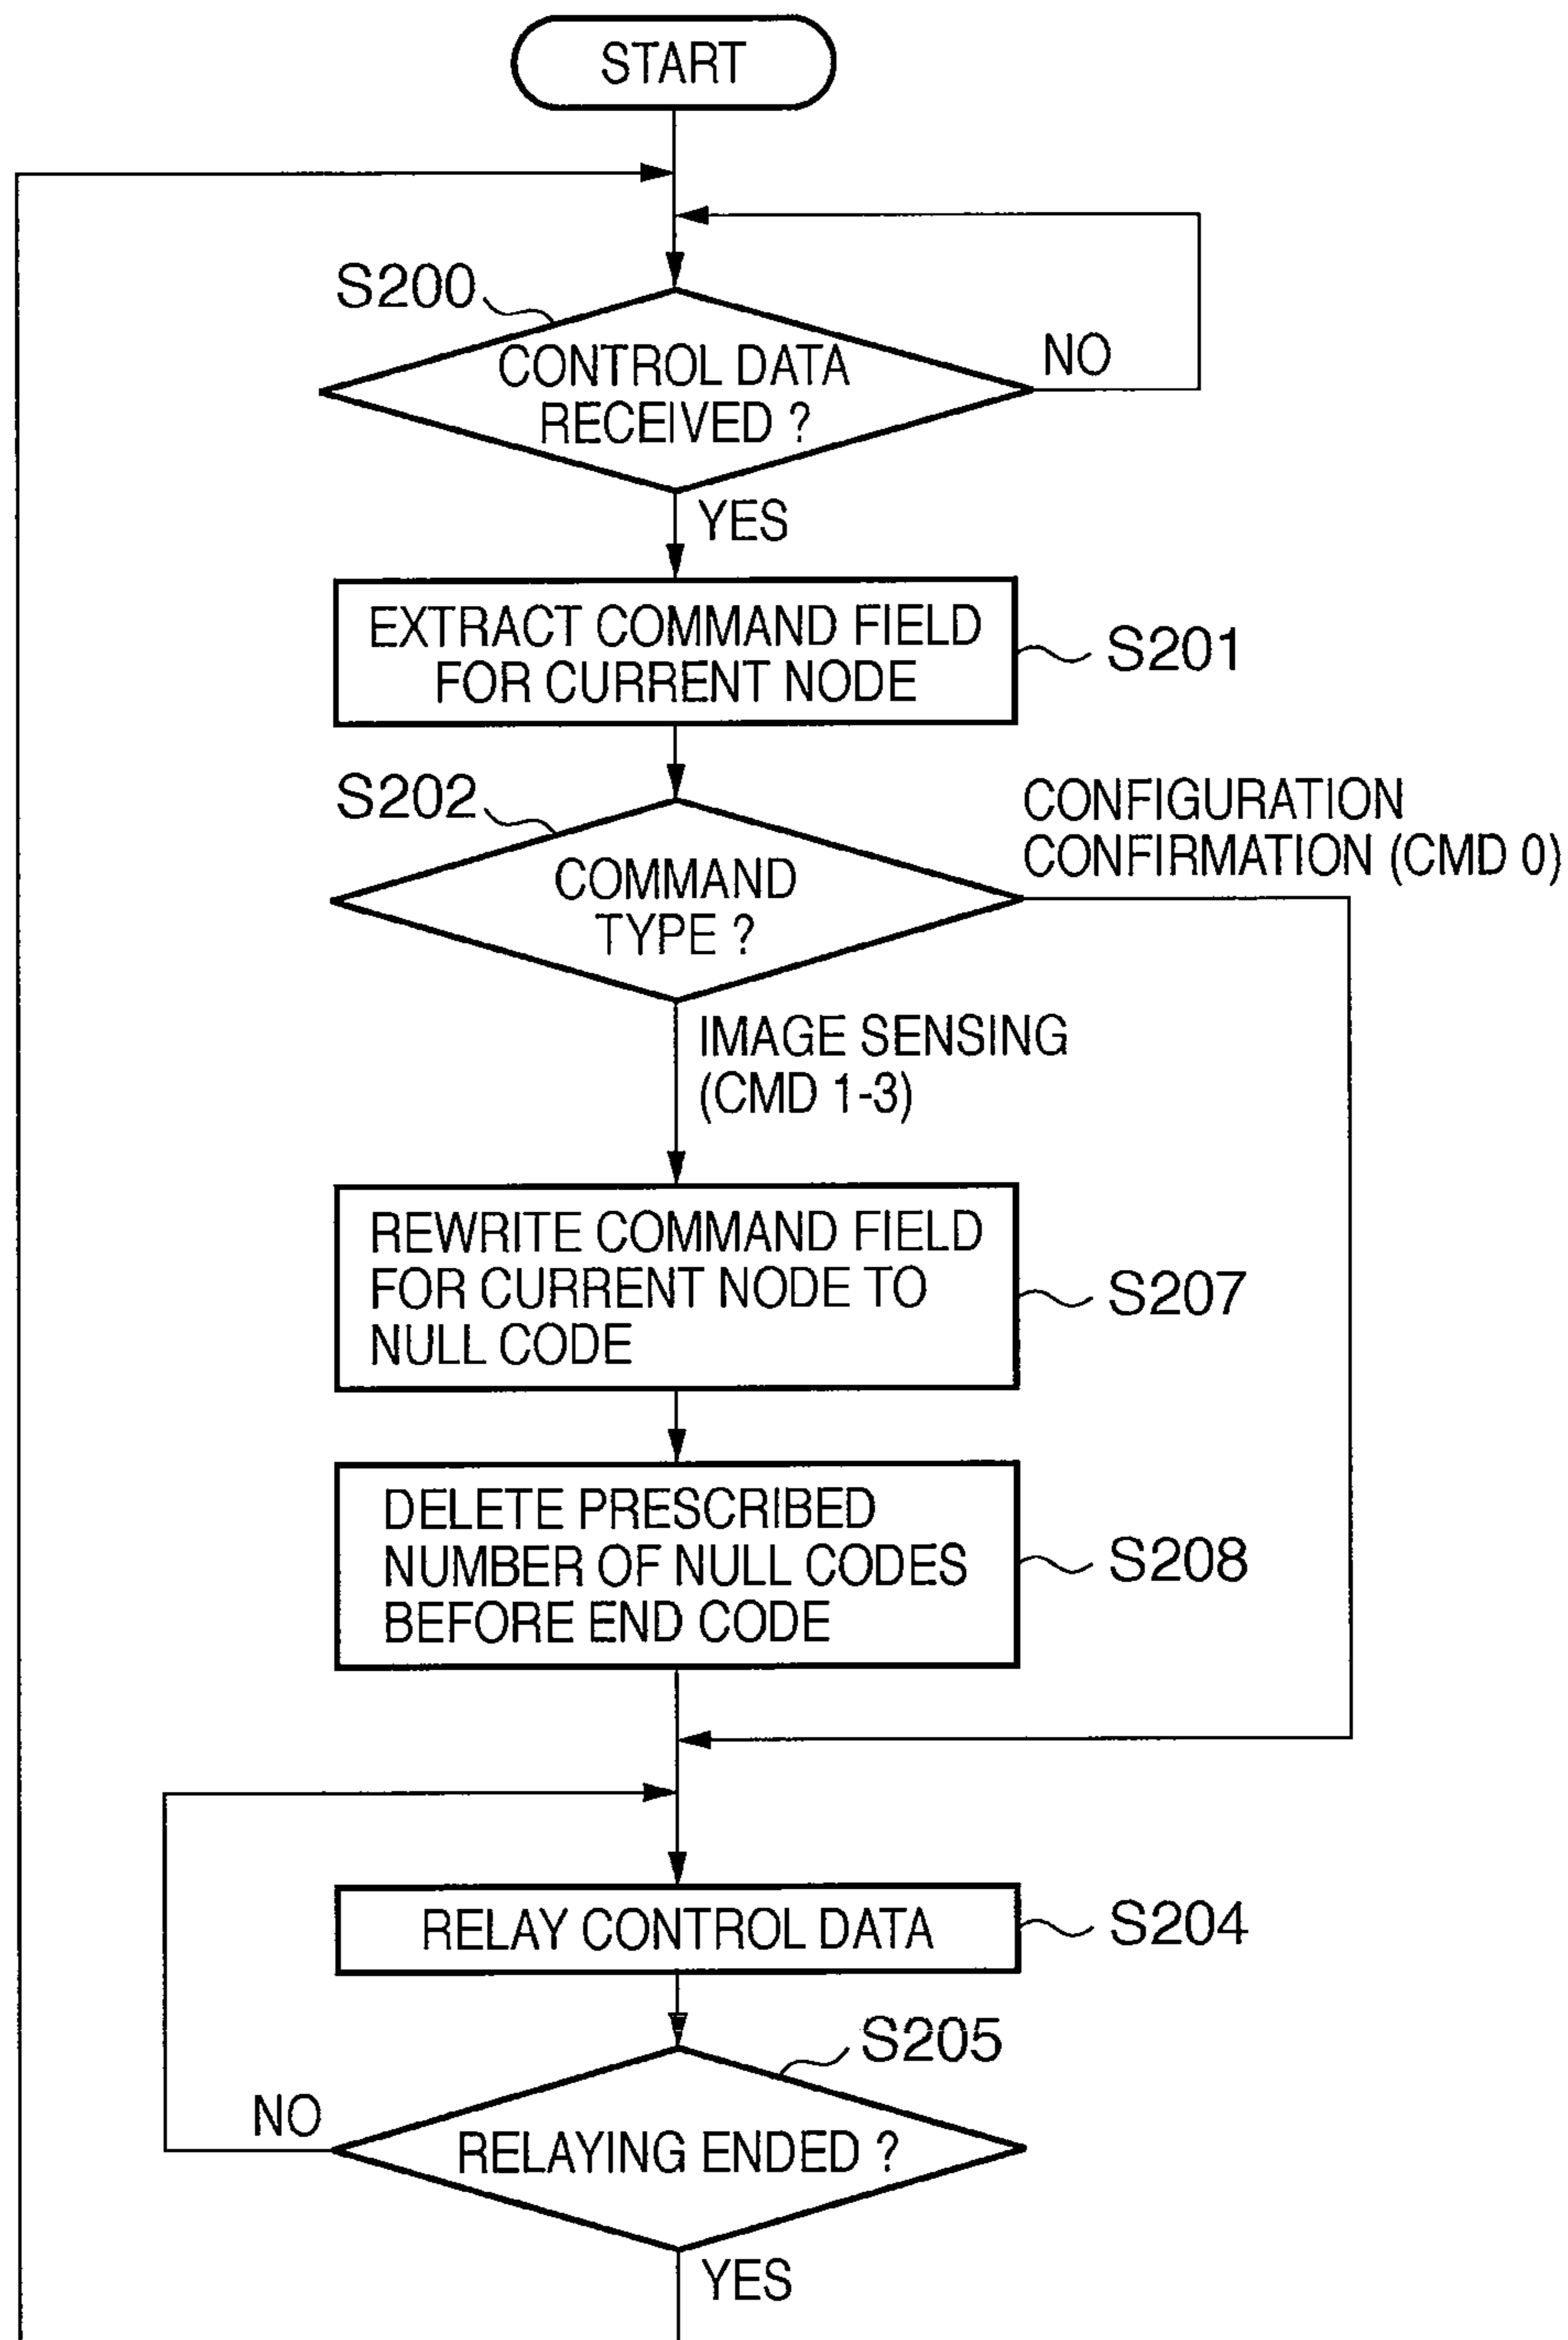 START
S200
CONTROL DATA
RECEIVED ?
NO
YES
EXTRACT COMMAND FIELD
FOR CURRENT NODE
S201
S202
COMMAND
TYPE ?
CONFIGURATION
CONFIRMATION (CMD 0)
IMAGE SENSING
(CMD 1-3)
REWRITE COMMAND FIELD
FOR CURRENT NODE TO
NULL CODE
S207
DELETE PRESCRIBED
NUMBER OF NULL CODES
BEFORE END CODE
S208
RELAY CONTROL DATA
S204
S205
NO
RELAYING ENDED ?
YES